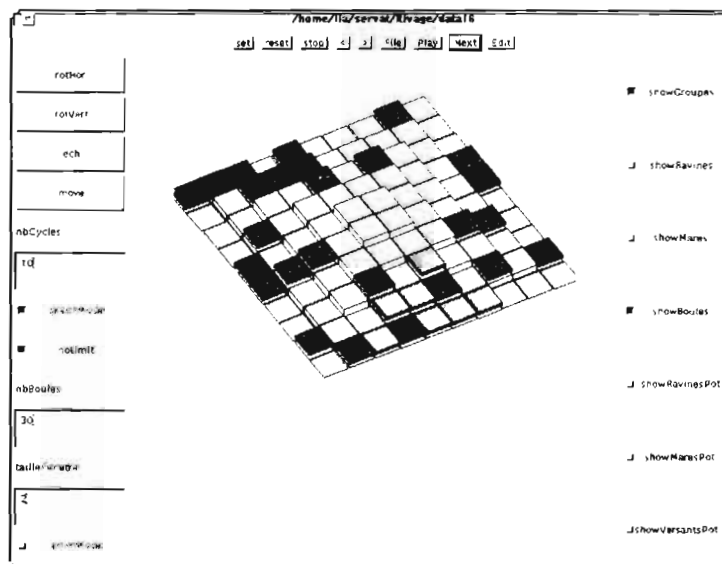 /home/lia/servat/Rivage/data16
set reset stop < > File Play Next Edit
rotHor
rotVert
ech
move
nbCycles
10
noLimit
nbBoules
30
showGroupes
showRavines
showMares
showBoules
showRavinesPot
showMaresPot
showVersantsPot